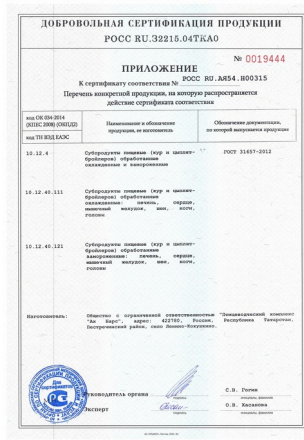 ДОБРОВОЛЬНАЯ СЕРТИФИКАЦИЯ ПРОДУКЦИИ
РОСС RU.З2215.04ТКА0
№ 0019444
ПРИЛОЖЕНИЕ
К сертификату соответствия № РОСС RU.АЯ54.Н00315
Перечень конкретной продукции, на которую распространяется
действие сертификата соответствия
код ОК 034-2014
(КПЕС 2008) (ОКПД2)
код ТН ВЭД ЕАЭС
Наименование и обозначение
продукции, ее изготовитель
Обозначение документации,
по которой выпускается продукция
10.12.4
Субпродукты пищевые (кур и цыплят-
бройлеров) обработанные
охлажденные и замороженные
ГОСТ 31657-2012
10.12.40.111
Субпродукты пищевые (кур и цыплят-
бройлеров) обработанные
охлажденные: печень, сердце,
мышечный желудок, шеи, ноги,
головы
10.12.40.121
Субпродукты пищевые (кур и цыплят-
бройлеров) обработанные
замороженные: печень, сердце,
мышечный желудок, шеи, ноги,
головы
Изготовитель:
Общество с ограниченной ответственностью "Птицеводческий комплекс
"Ак Барс", адрес: 422780, Россия, Республика Татарстан,
Пестречинский район, село Ленино-Кокушкино.
Руководитель органа
С.В. Гогин
Эксперт
О.В. Хасанова